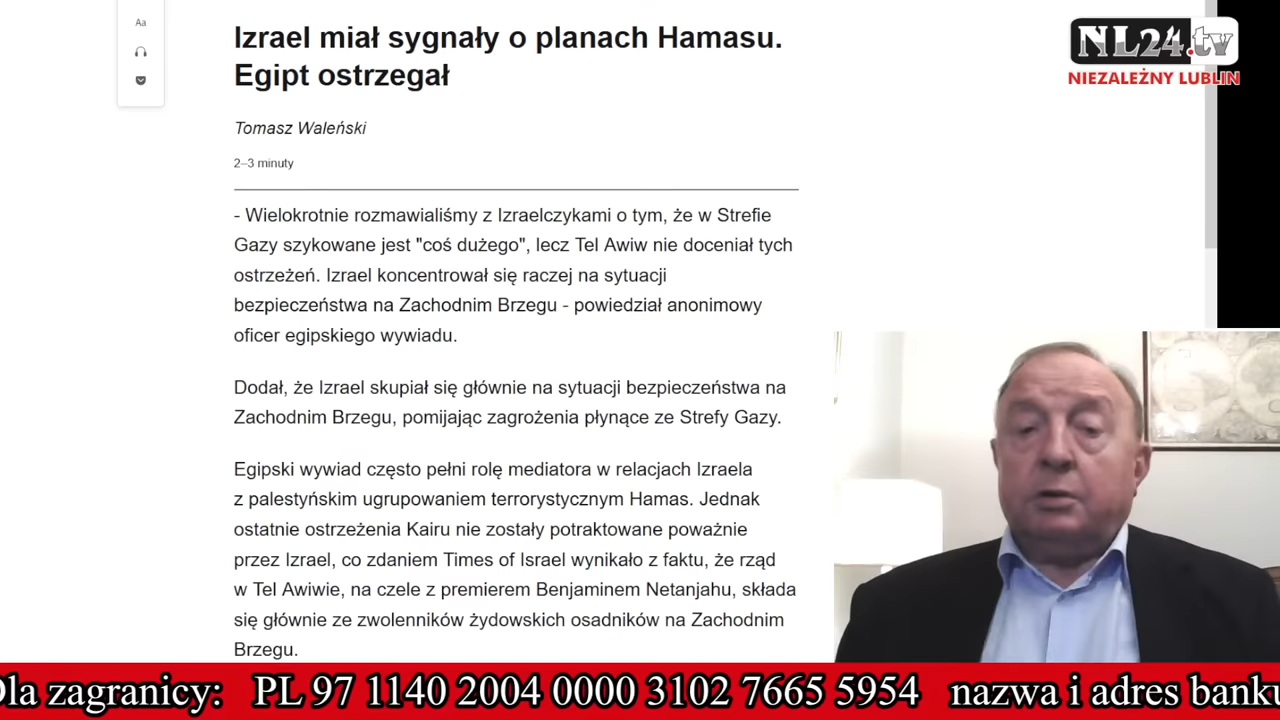 Aa
Izrael miał sygnały o planach Hamasu.
Egipt ostrzegał
NL24.tv
NIEZALEŻNY LUBLIN
Tomasz Waleński
2–3 minuty
- Wielokrotnie rozmawialiśmy z Izraelczykami o tym, że w Strefie
Gazy szykowane jest "coś dużego", lecz Tel Awiw nie doceniał tych
ostrzeżeń. Izrael koncentrował się raczej na sytuacji
bezpieczeństwa na Zachodnim Brzegu - powiedział anonimowy
oficer egipskiego wywiadu.
Dodał, że Izrael skupiał się głównie na sytuacji bezpieczeństwa na
Zachodnim Brzegu, pomijając zagrożenia płynące ze Strefy Gazy.
Egipski wywiad często pełni rolę mediatora w relacjach Izraela
z palestyńskim ugrupowaniem terrorystycznym Hamas. Jednak
ostatnie ostrzeżenia Kairu nie zostały potraktowane poważnie
przez Izrael, co zdaniem Times of Israel wynikało z faktu, że rząd
w Tel Awiwie, na czele z premierem Benjaminem Netanjahu, składa
się głównie ze zwolenników żydowskich osadników na Zachodnim
Brzegu.
Dla zagranicy: PL 97 1140 2004 0000 3102 7665 5954 nazwa i adres banku